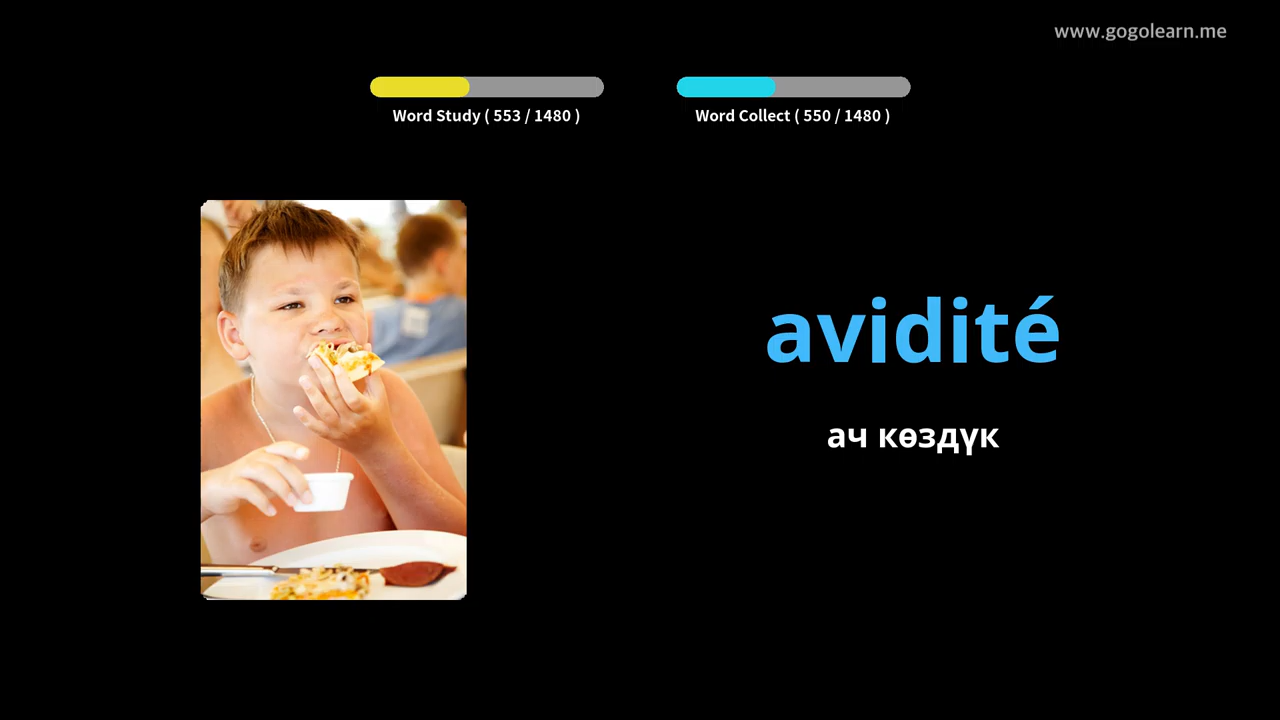 www.gogolearn.me
Word Study ( 553 / 1480 )
Word Collect ( 550 / 1480 )
avidité
ач көздүк